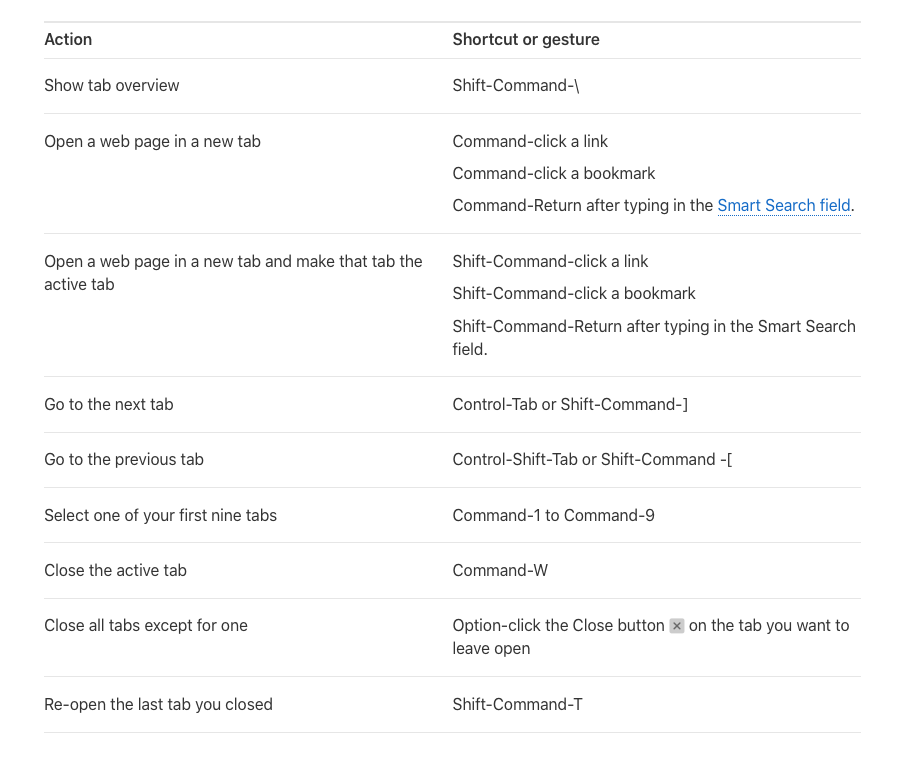 Action Shortcut or gesture
Show tab overview Shift-Command-\
Open a web page in a new tab Command-click a link
Command-click a bookmark
Command-Return after typing in the Smart Search field.
Open a web page in a new tab and make that tab the Shift-Command-click a link
active tab
Shift-Command-click a bookmark
Shift-Command-Return after typing in the Smart Search
field.
Go to the next tab Control-Tab or Shift-Command-]
Go to the previous tab Control-Shift-Tab or Shift-Command -[
Select one of your first nine tabs Command-1 to Command-9
Close the active tab Command-W
Close all tabs except for one Option-click the Close button on the tab you want to
leave open
Re-open the last tab you closed Shift-Command-T